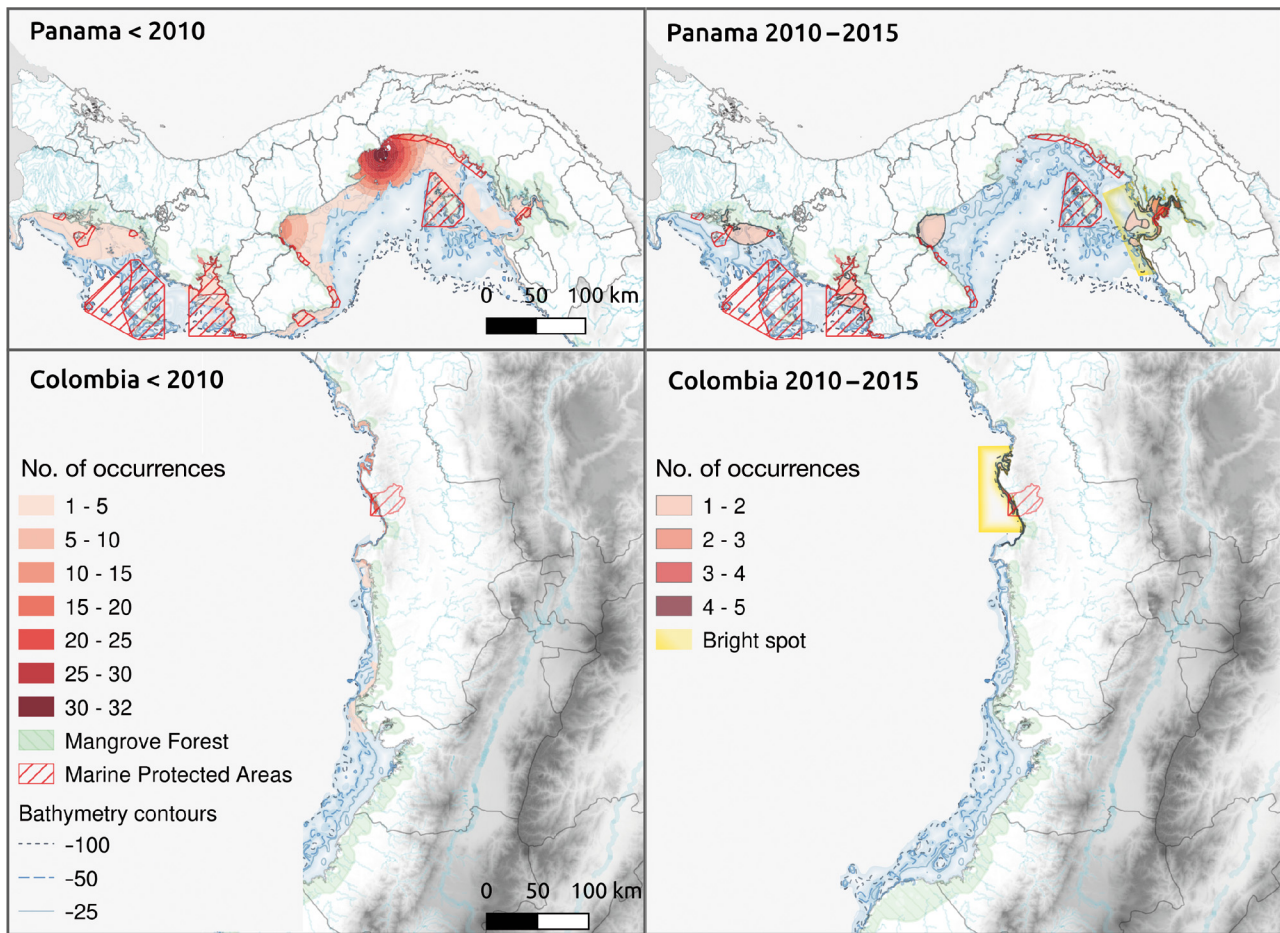 Panama < 2010
0 50 100 km
Panama 2010 – 2015
Colombia < 2010
No. of occurrences
1 - 5
5 - 10
10 - 15
15 - 20
20 - 25
25 - 30
30 - 32
Mangrove Forest
Marine Protected Areas
Bathymetry contours
-100
-50
-25
0 50 100 km
Colombia 2010 – 2015
No. of occurrences
1 - 2
2 - 3
3 - 4
4 - 5
Bright spot